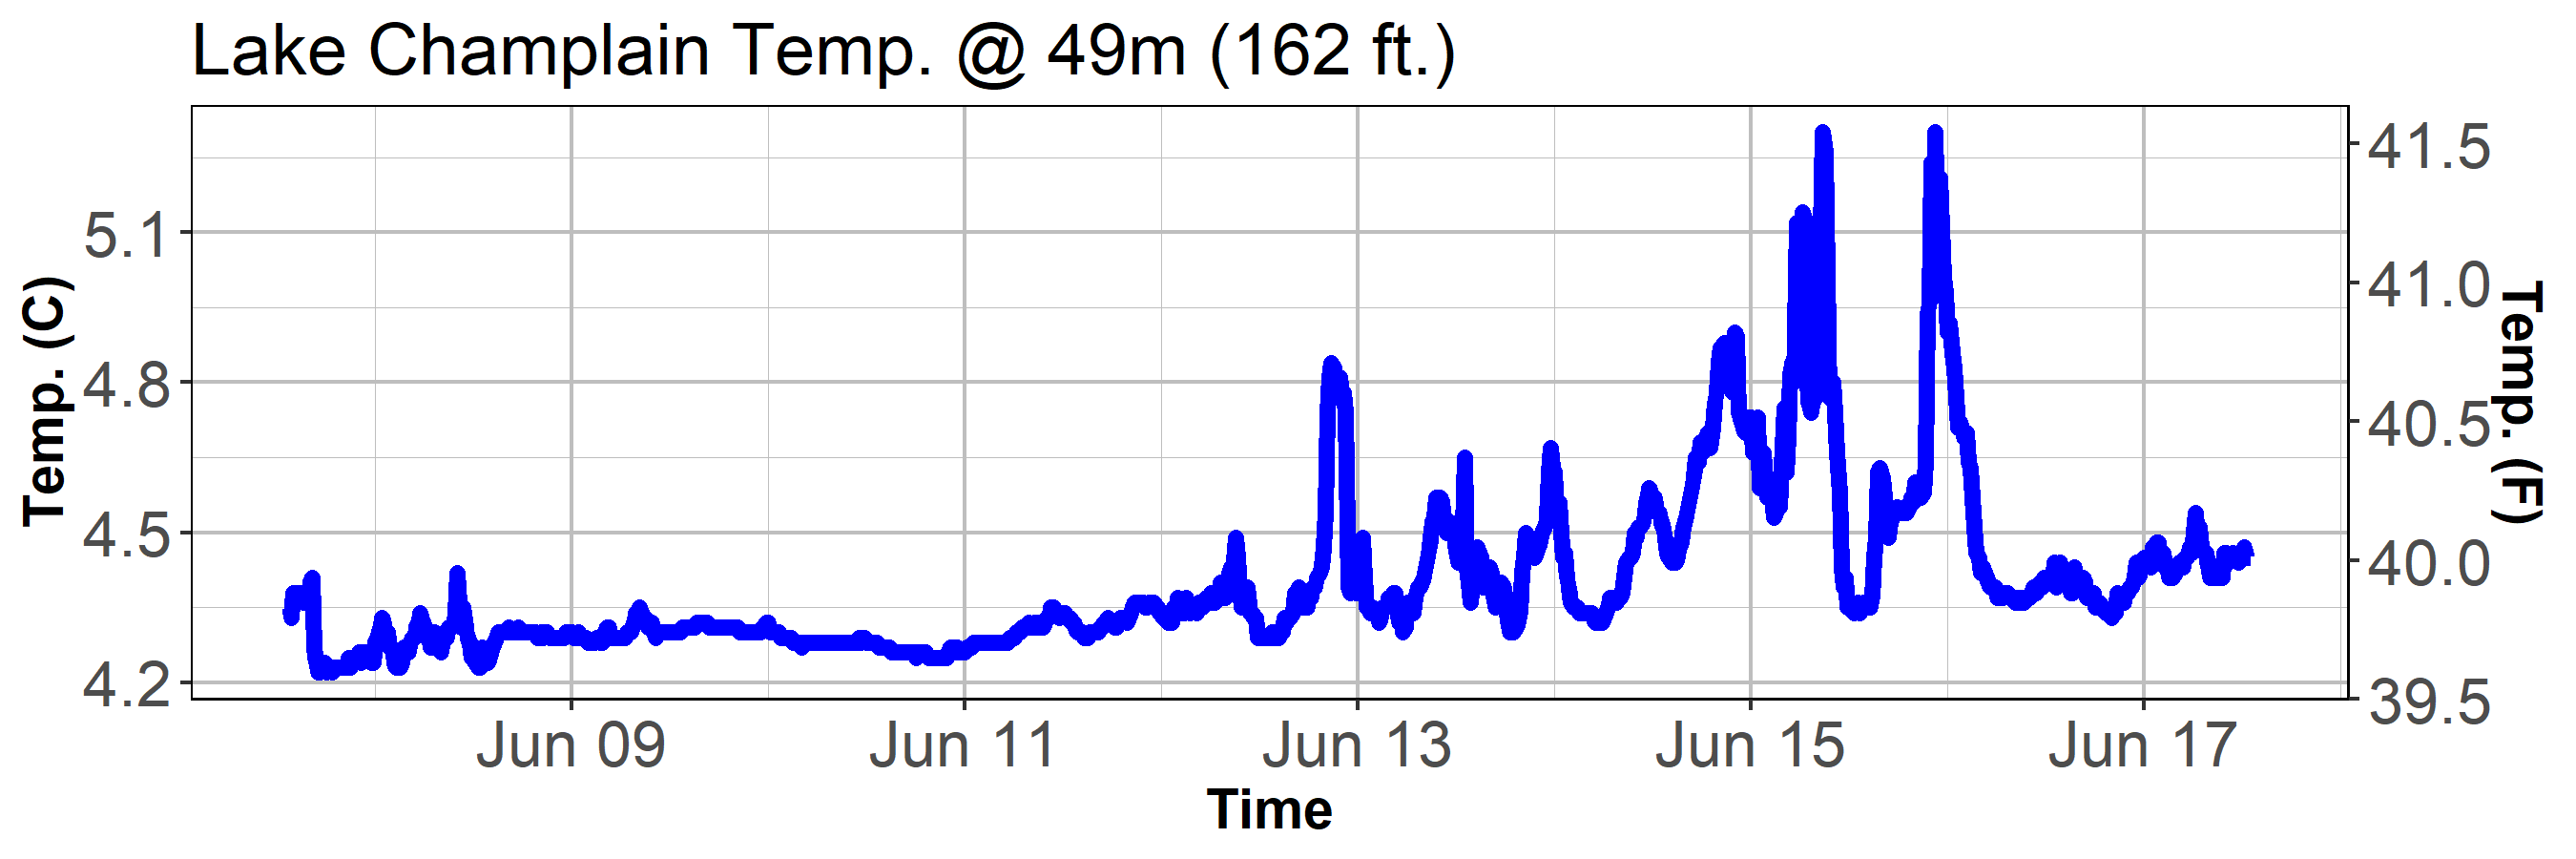 Lake Champlain Temp. @ 49m (162 ft.)
Temp. (C)
5.1
4.8
4.5
4.2
41.5
41.0
40.5
40.0
39.5
Temp. (F)
Jun 09 Jun 11 Jun 13 Jun 15 Jun 17
Time